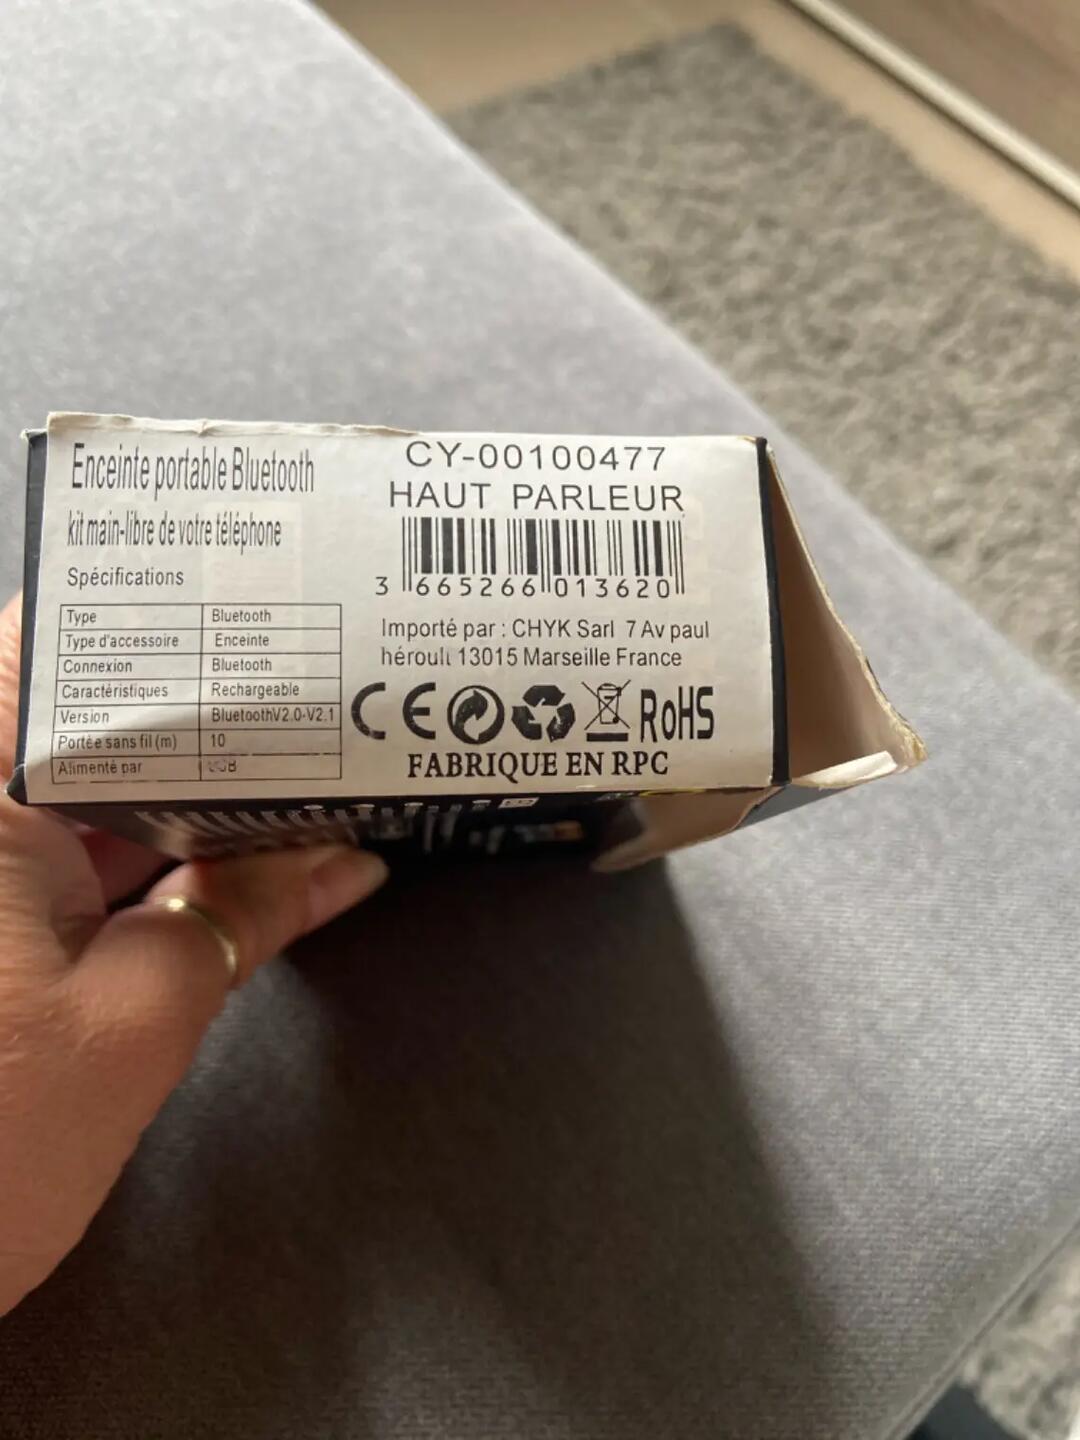 Enceinte portable Bluetooth
kit main-libre de votre téléphone
Spécifications
Type Bluetooth
Type d'accessoire Enceinte
Connexion Bluetooth
Caractéristiques Rechargeable
Version BluetoothV2.0-V2.1
Portée sans fil (m) 10
Alimenté par USB
CY-00100477
HAUT PARLEUR
3 665266 013620
Importé par : CHYK Sarl 7 Av paul
héroult 13015 Marseille France
CE RoHS
FABRIQUE EN RPC